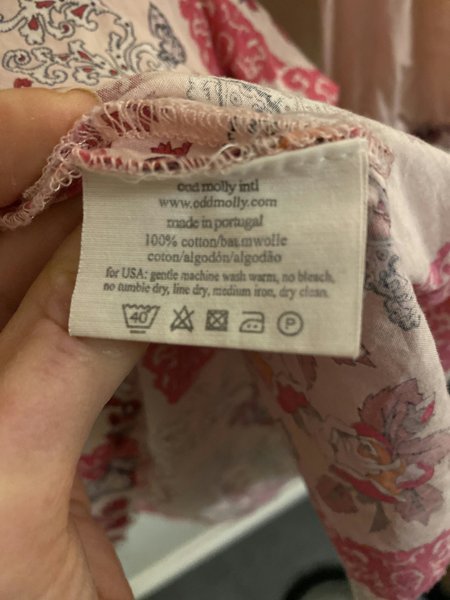 odd molly intl
www.oddmolly.com
made in portugal
100% cotton/baumwolle
coton/algodón/algodão
for USA: gentle machine wash warm, no bleach,
no tumble dry, line dry, medium iron, dry clean.
40° P